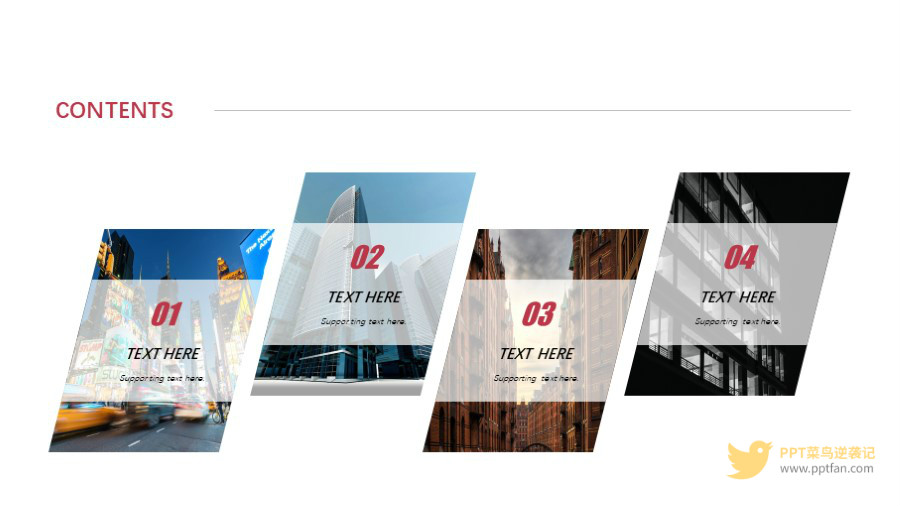 CONTENTS
01
TEXT HERE
Supporting text here.
02
TEXT HERE
Supporting text here.
03
TEXT HERE
Supporting text here.
04
TEXT HERE
Supporting text here.
PPT菜鸟逆袭记
www.pptfan.com